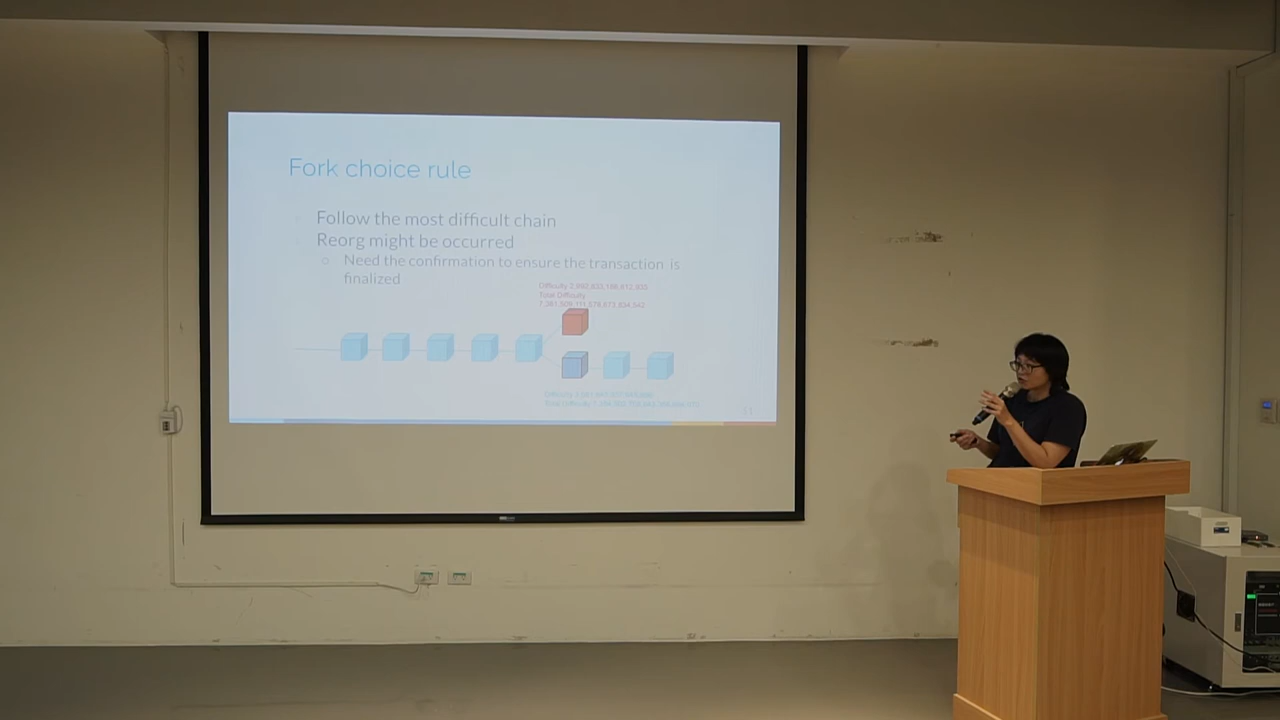 Fork choice rule
Follow the most difficult chain
Reorg might be occurred
Need the confirmation to ensure the transaction is
finalized
Total Difficulty
51